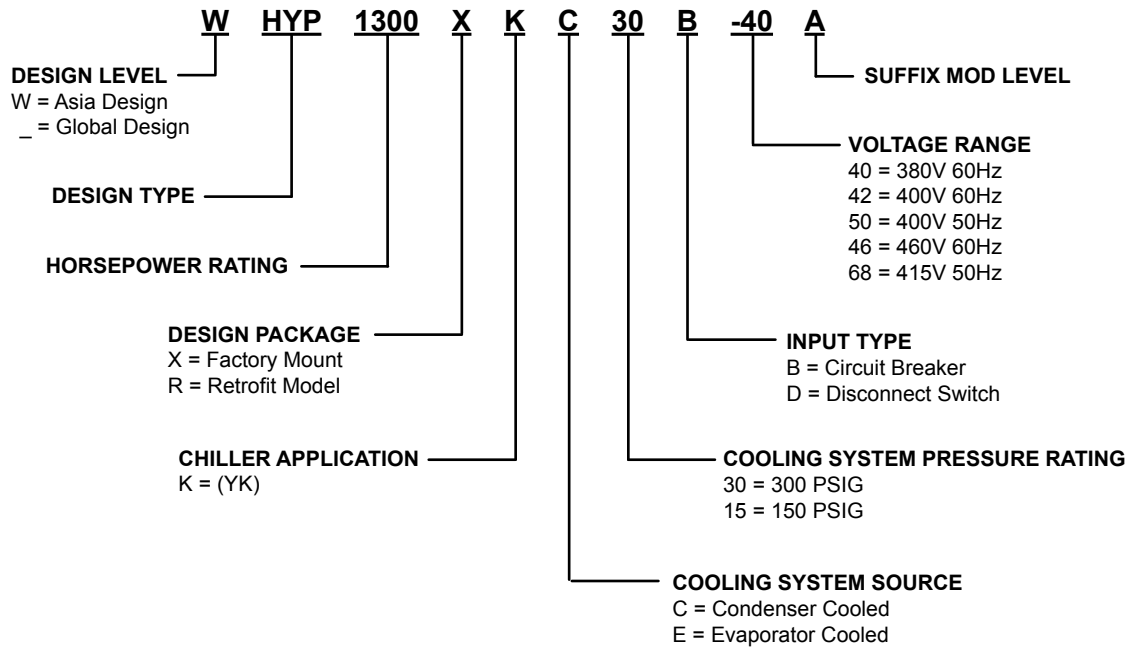 W HYP 1300 X K C 30 B -40 A
DESIGN LEVEL
W = Asia Design
_ = Global Design
DESIGN TYPE
HORSEPOWER RATING
DESIGN PACKAGE
X = Factory Mount
R = Retrofit Model
CHILLER APPLICATION
K = (YK)
SUFFIX MOD LEVEL
VOLTAGE RANGE
40 = 380V 60Hz
42 = 400V 60Hz
50 = 400V 50Hz
46 = 460V 60Hz
68 = 415V 50Hz
INPUT TYPE
B = Circuit Breaker
D = Disconnect Switch
COOLING SYSTEM PRESSURE RATING
30 = 300 PSIG
15 = 150 PSIG
COOLING SYSTEM SOURCE
C = Condenser Cooled
E = Evaporator Cooled